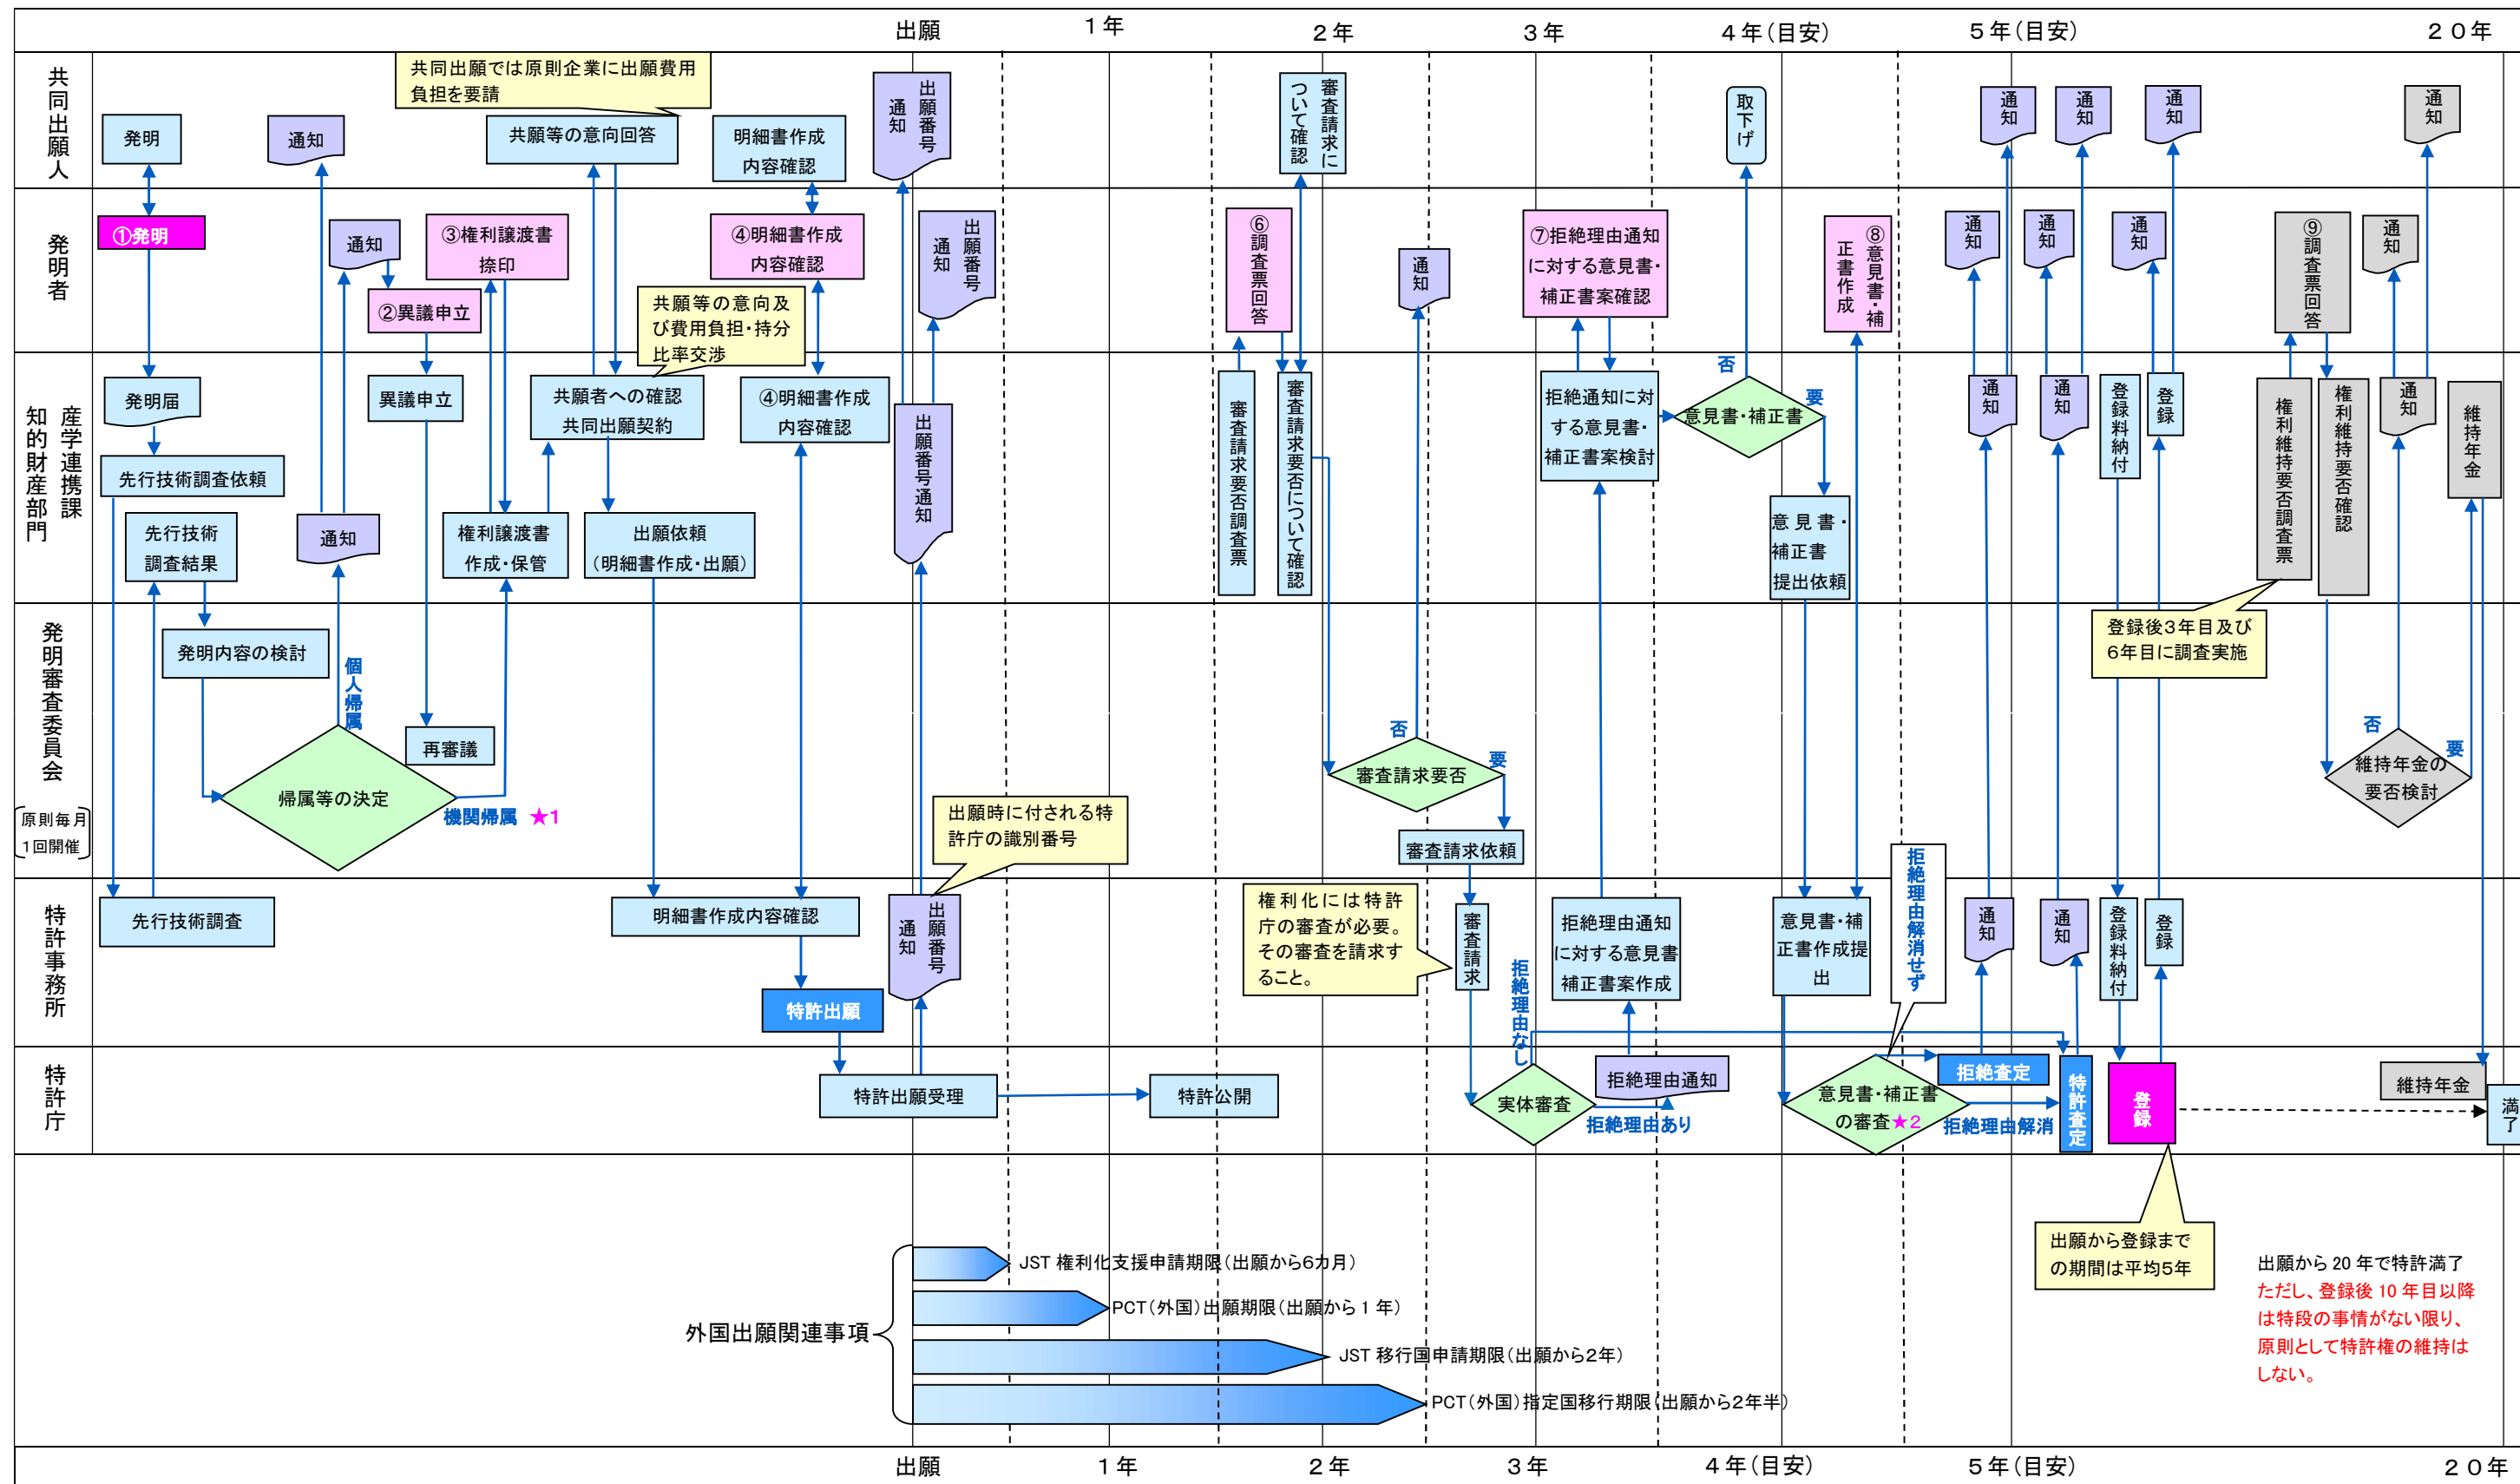 出願
１年
２年
３年
４年（目安）
５年（目安）
２０年
共同出願人
発明
通知
共同出願では原則企業に出願費用
負担を要請
共願等の意向回答
明細書作成
内容確認
出願番号
通知
審査請求に
ついて確認
取下げ
通知
通知
通知
通知
発明者
①発明
通知
②異議申立
③権利譲渡書
捺印
共願等の意向及
び費用負担・持分
比率交渉
④明細書作成
内容確認
出願番号
通知
⑥調査票回答
通知
⑦拒絶理由通知
に対する意見書・
補正書案確認
⑧意見書・補
正書作成
通知
通知
通知
⑨調査票回答
通知
産学連携課
知的財産部門
発明届
先行技術調査依頼
先行技術
調査結果
通知
異議申立
権利譲渡書
作成・保管
共願者への確認
共同出願契約
出願依頼
（明細書作成・出願）
④明細書作成
内容確認
出願番号通知
審査請求要否調査票
審査請求要否について確認
拒絶通知に対
する意見書・
補正書案検討
否
意見書・補正書
要
意見書・
補正書
提出依頼
通知
通知
登録料納付
登録
権利維持要否調査票
権利維持要否確認
通知
維持年金
発明審査委員会
原則毎月
１回開催
発明内容の検討
個人帰属
帰属等の決定
再審議
機関帰属 ★1
出願時に付される特
許庁の識別番号
否
審査請求要否
要
審査請求依頼
登録後3年目及び
6年目に調査実施
否
維持年金の
要否検討
要
特許事務所
先行技術調査
明細書作成内容確認
特許出願
出願番号
通知
権利化には特許
庁の審査が必要。
その審査を請求す
ること。
審査請求
拒絶理由なし
拒絶理由通知
に対する意見書
補正書案作成
意見書・補
正書作成提
出
拒絶理由解消せず
通知
通知
登録料納付
登録
特許庁
特許出願受理
特許公開
実体審査
拒絶理由通知
拒絶理由あり
意見書・補正書
の審査★2
拒絶査定
拒絶理由解消
特許査定
登録
維持年金
満了
出願から登録まで
の期間は平均5年
出願から 20 年で特許満了
ただし、登録後 10 年目以降
は特段の事情がない限り、
原則として特許権の維持は
しない。
外国出願関連事項
JST 権利化支援申請期限（出願から6カ月）
PCT（外国）出願期限（出願から 1 年）
JST 移行国申請期限（出願から2年）
PCT（外国）指定国移行期限（出願から2年半）
出願
１年
２年
３年
４年（目安）
５年（目安）
２０年